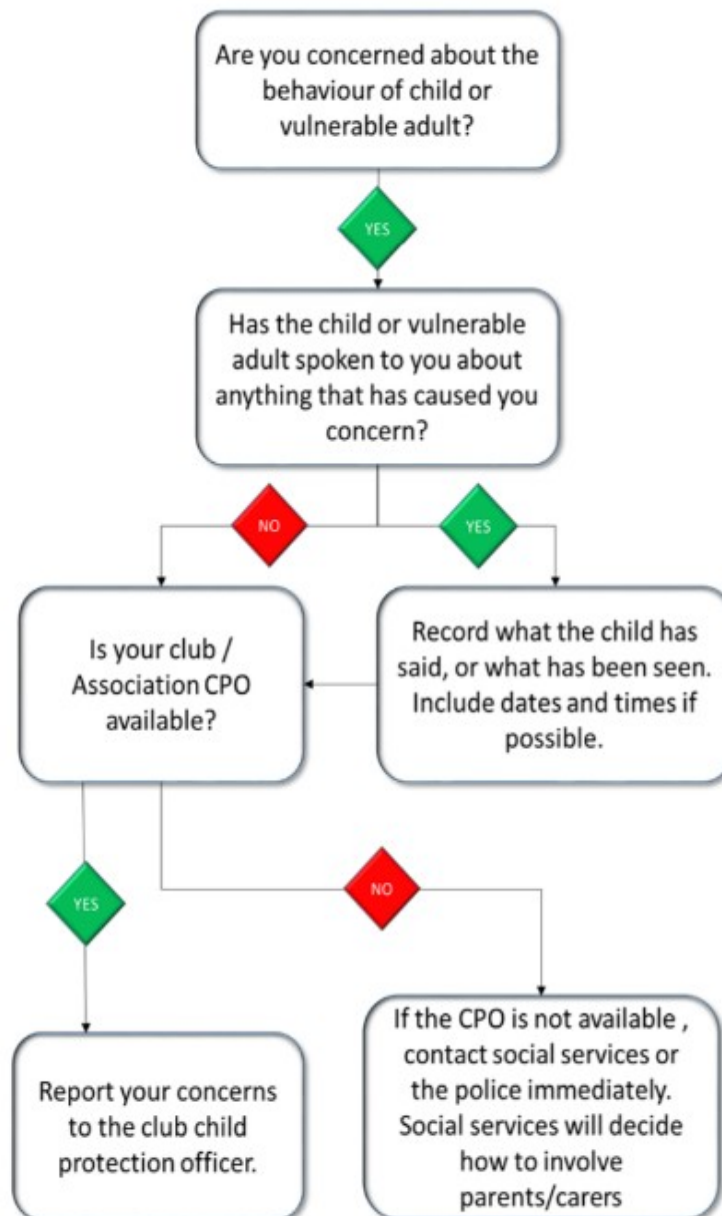 Are you concerned about the
behaviour of child or
vulnerable adult?
YES
Has the child or vulnerable
adult spoken to you about
anything that has caused you
concern?
NO
YES
Is your club /
Association CPO
available?
Record what the child has
said, or what has been seen.
Include dates and times if
possible.
YES
NO
Report your concerns
to the club child
protection officer.
If the CPO is not available ,
contact social services or
the police immediately.
Social services will decide
how to involve
parents/carers